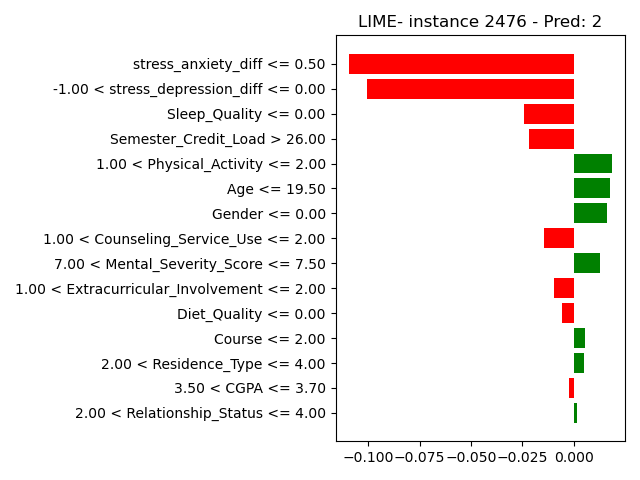 LIME- instance 2476 - Pred: 2
stress_anxiety_diff <= 0.50
-1.00 < stress_depression_diff <= 0.00
Sleep_Quality <= 0.00
Semester_Credit_Load > 26.00
1.00 < Physical_Activity <= 2.00
Age <= 19.50
Gender <= 0.00
1.00 < Counseling_Service_Use <= 2.00
7.00 < Mental_Severity_Score <= 7.50
1.00 < Extracurricular_Involvement <= 2.00
Diet_Quality <= 0.00
Course <= 2.00
2.00 < Residence_Type <= 4.00
3.50 < CGPA <= 3.70
2.00 < Relationship_Status <= 4.00
−0.100 −0.075 −0.050 −0.025 0.000